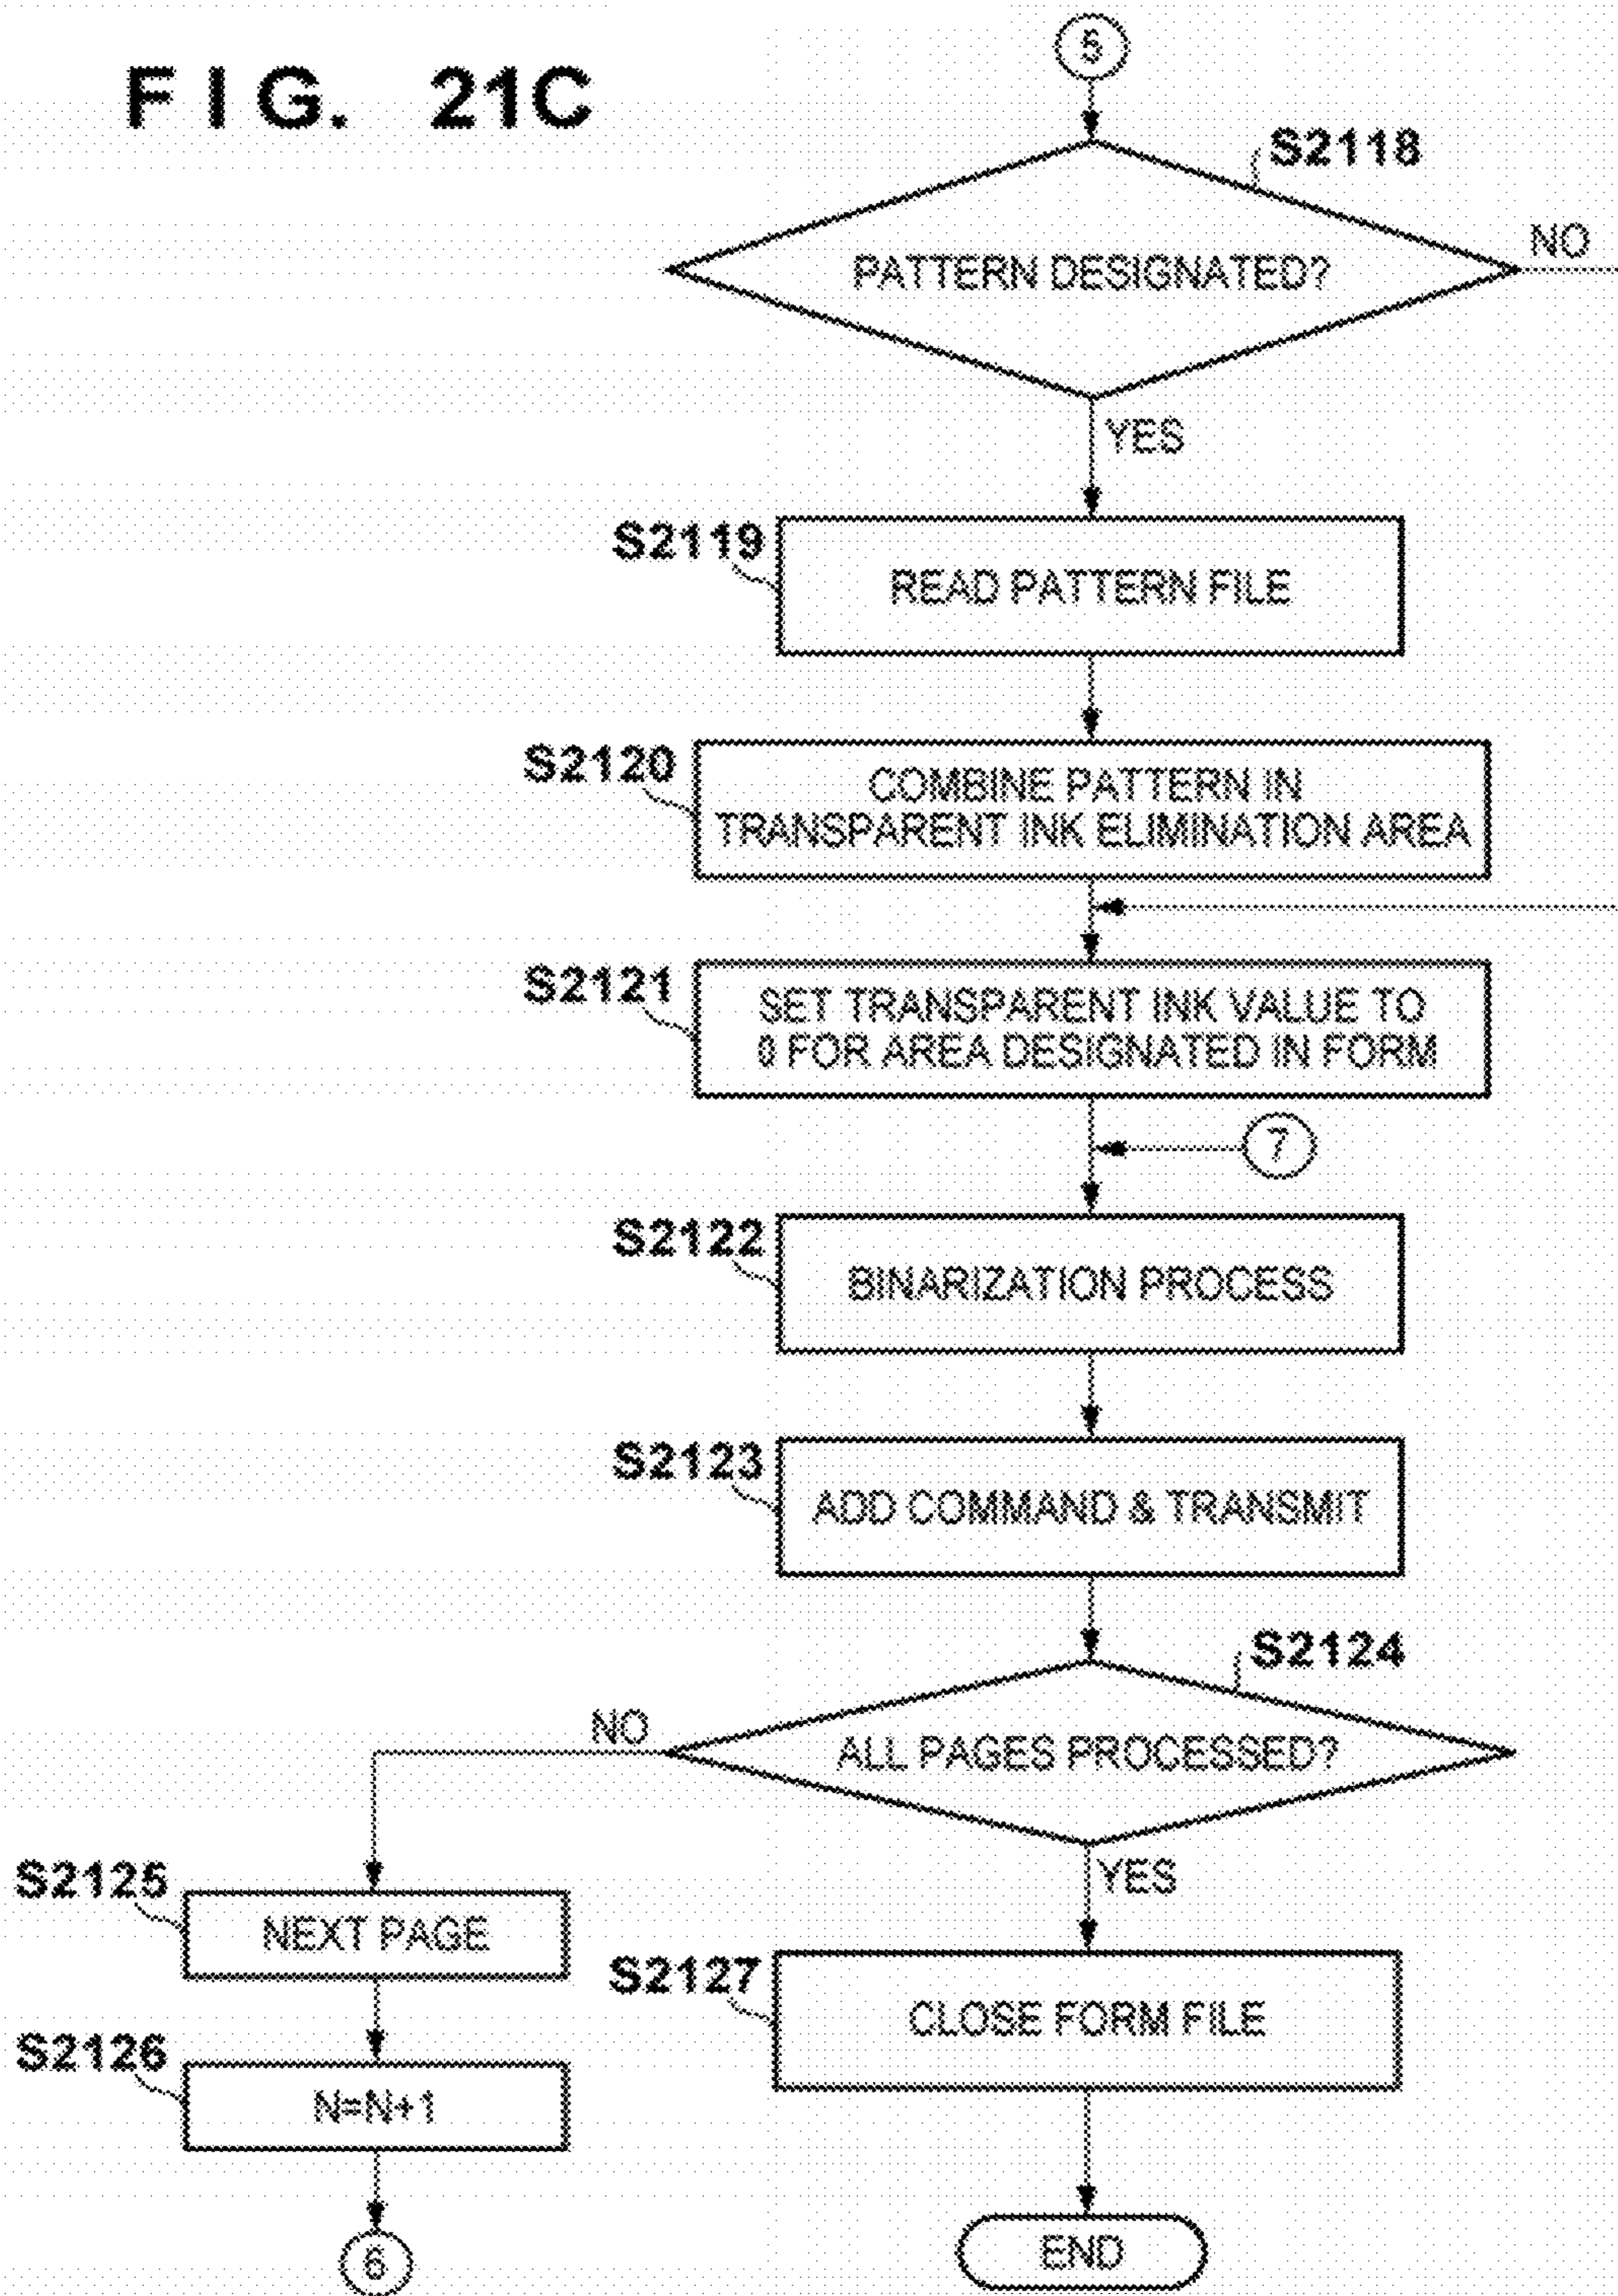 FIG. 21C
5
S2118
PATTERN DESIGNATED?
NO
YES
S2119
READ PATTERN FILE
S2120
COMBINE PATTERN IN
TRANSPARENT INK ELIMINATION AREA
S2121
SET TRANSPARENT INK VALUE TO
0 FOR AREA DESIGNATED IN FORM
7
S2122
BINARIZATION PROCESS
S2123
ADD COMMAND & TRANSMIT
S2124
NO
ALL PAGES PROCESSED?
YES
S2125
NEXT PAGE
S2127
CLOSE FORM FILE
S2126
N=N+1
6
END